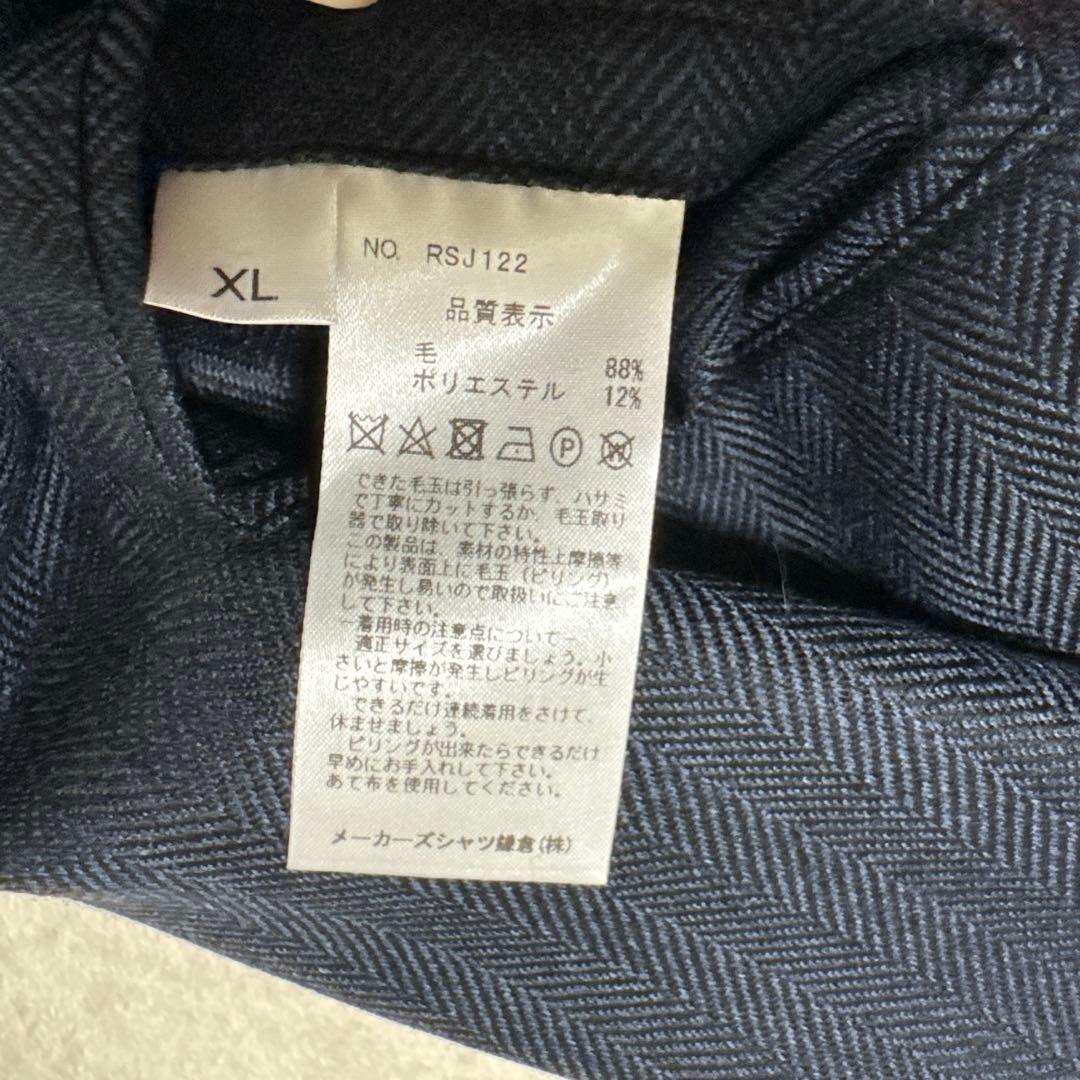 XL
NO. RSJ122
品質表示
毛 88%
ポリエステル 12%
P W
できた毛玉は引っ張らず、ハサミ
で丁寧にカットするか、毛玉取り
器で取り除いて下さい。
この製品は、素材の特性上摩擦等
により表面上に毛玉(ピリング)
が発生し易いので取扱いにご注意
して下さい。
ー着用時の注意点についてー
適正サイズを選びましょう。小
さいと摩擦が発生しピリングが生
じやすいです。
できるだけ連続着用をさけて、
休ませましょう。
ピリングが出来たらできるだけ
早めにお手入れして下さい。
あて布を使用してください。
メーカーズシャツ鎌倉(株)